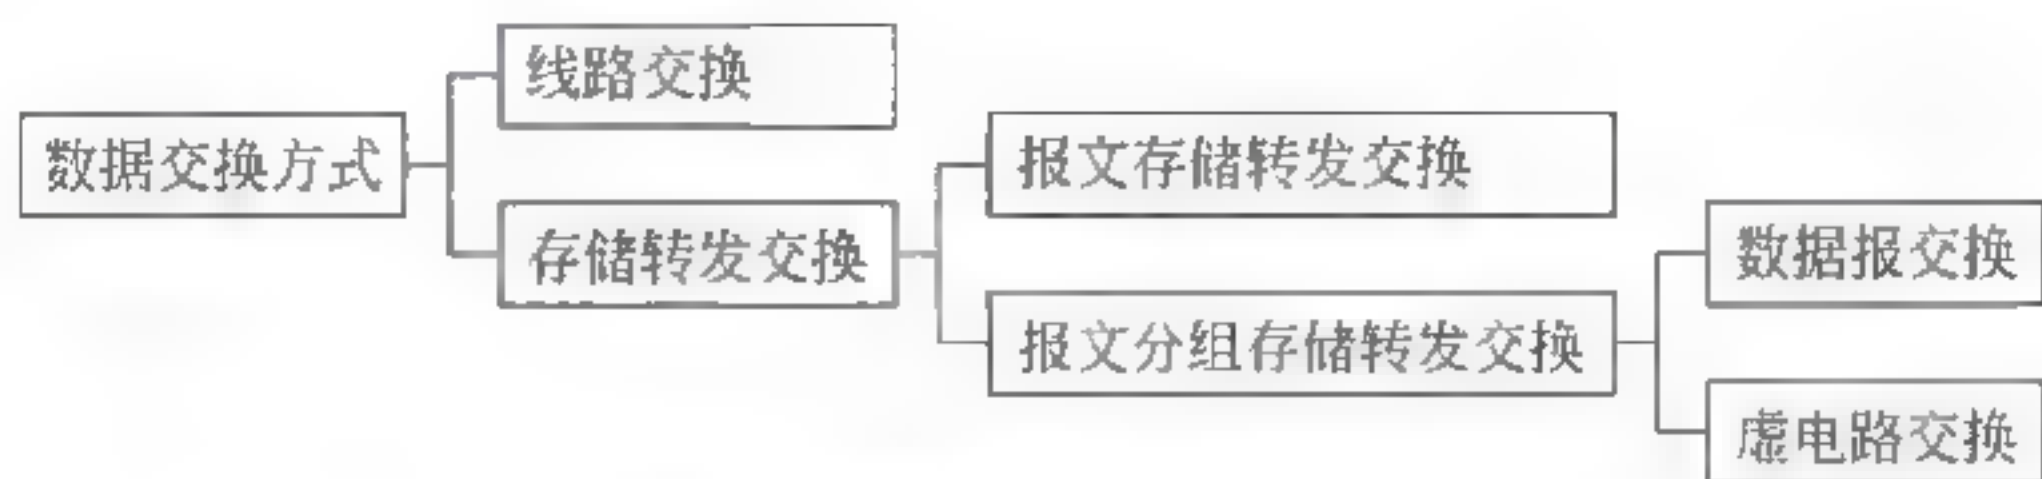 数据交换方式
线路交换
存储转发交换
报文存储转发交换
报文分组存储转发交换
数据报交换
虚电路交换